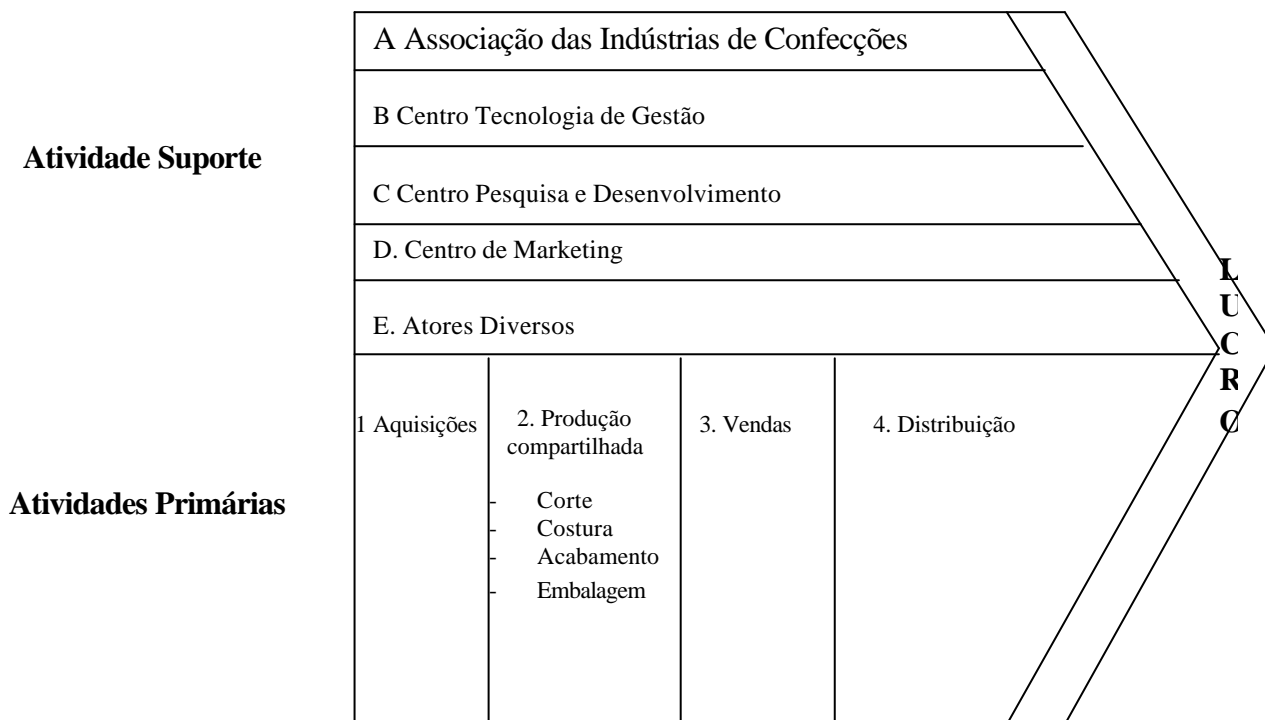 A Associação das Indústrias de Confecções
B Centro Tecnologia de Gestão
Atividade Suporte
C Centro Pesquisa e Desenvolvimento
D. Centro de Marketing
E. Atores Diversos
L
U
C
R
O
1 Aquisições
2. Produção
compartilhada
3. Vendas
4. Distribuição
Atividades Primárias
- Corte
- Costura
- Acabamento
- Embalagem